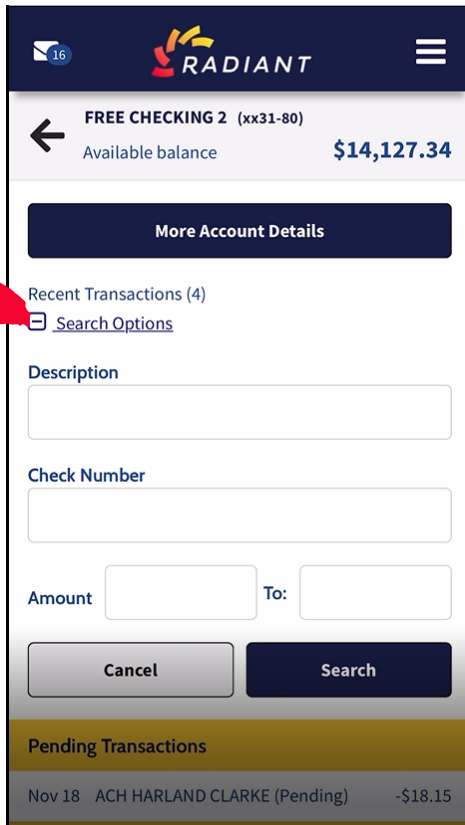 16
RADIANT
FREE CHECKING 2 (xx31-80)
Available balance $14,127.34
More Account Details
Recent Transactions (4)
Search Options
Description
Check Number
Amount To:
Cancel Search
Pending Transactions
Nov 18 ACH HARLAND CLARKE (Pending) -$18.15